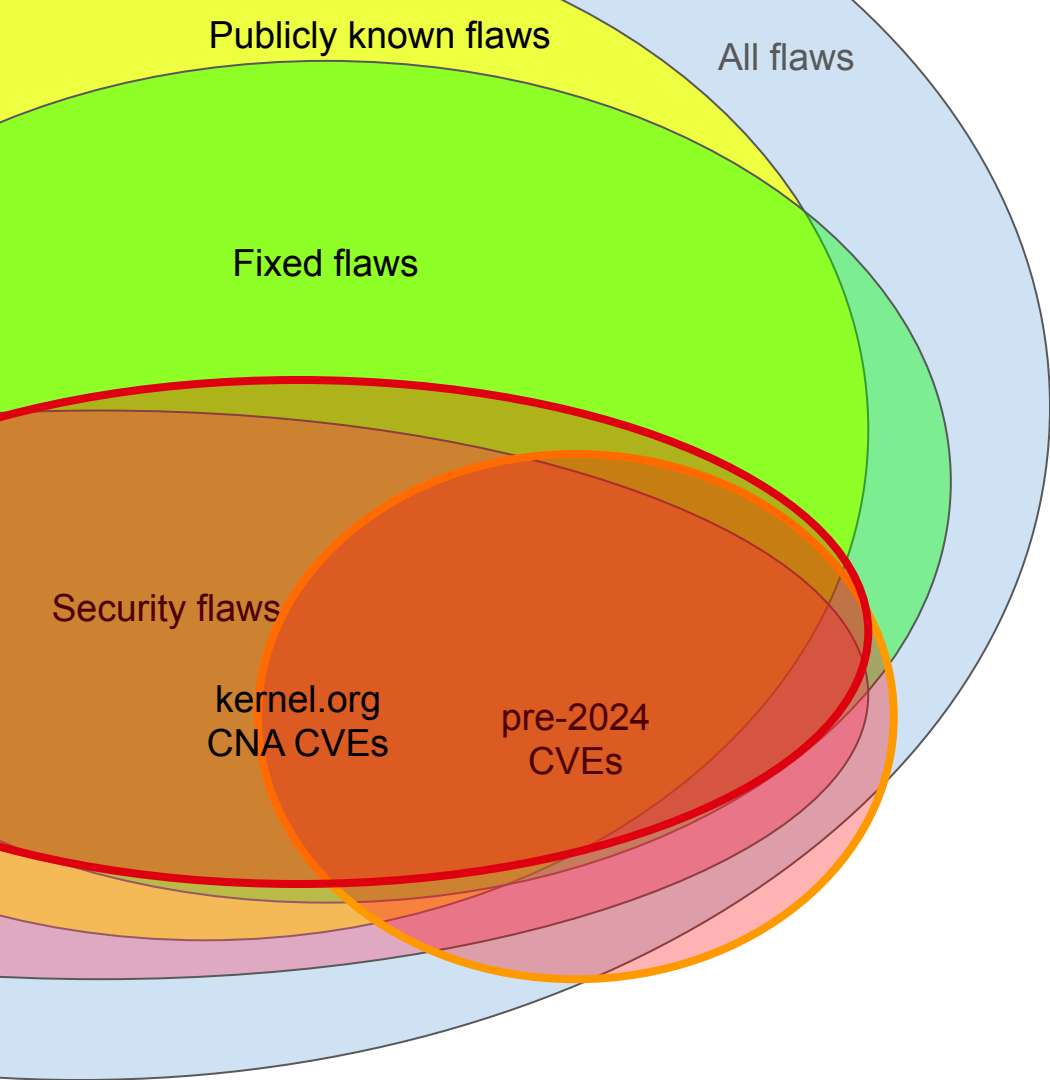 Publicly known flaws
All flaws
Fixed flaws
Security flaws
kernel.org
CNA CVEs
pre-2024
CVEs